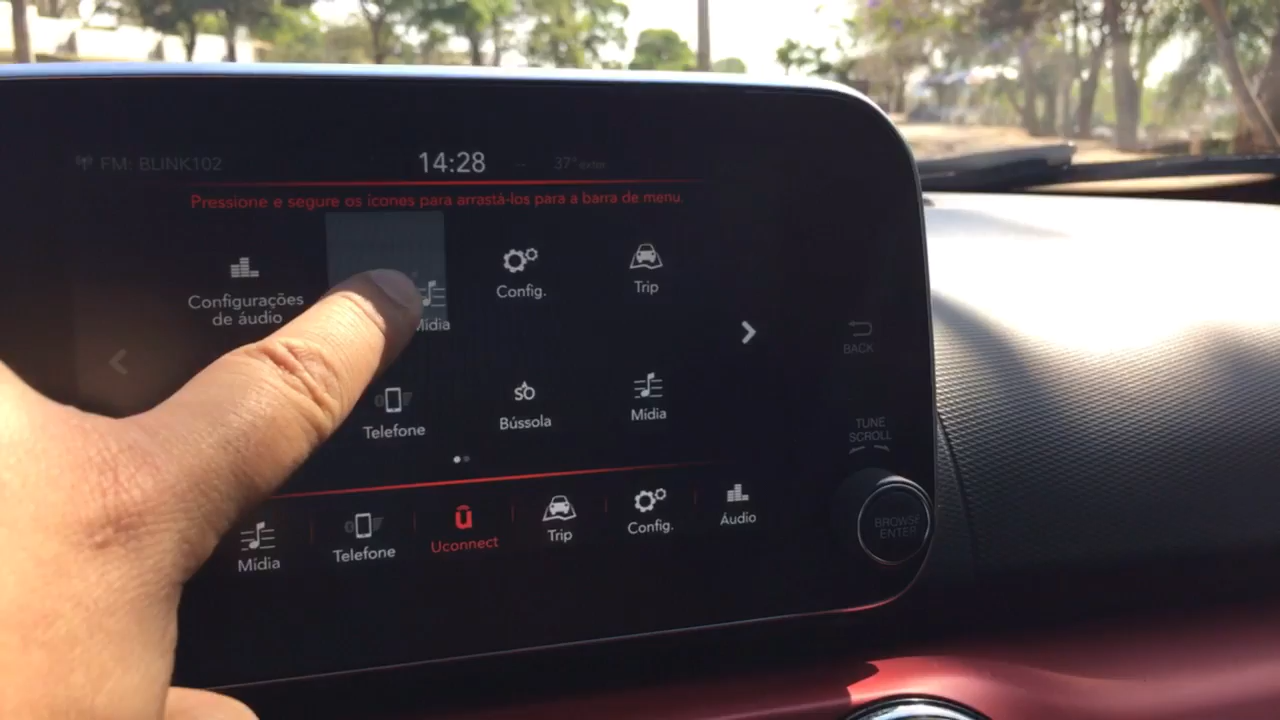 FM: BLINK102
14:28
37° exter
Pressione e segure os ícones para arrastá-los para a barra de menu.
Configurações
de áudio
Mídia
Config.
Trip
Telefone
Bússola
Mídia
BACK
TUNE
SCROLL
BROWSE
ENTER
Mídia
Telefone
Uconnect
Trip
Config.
Áudio